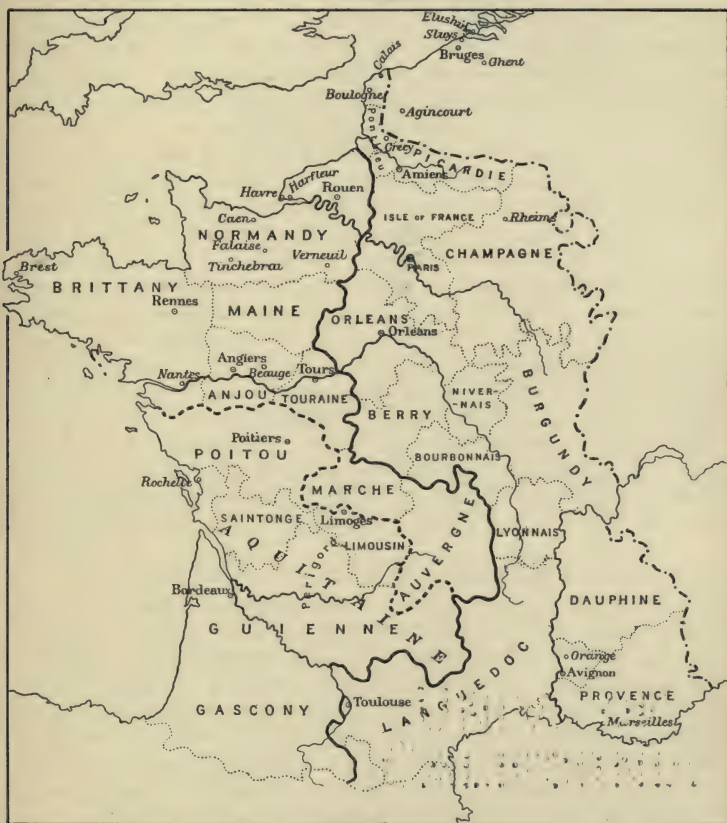 Elushin
Sluys
Bruges
Ghent
Calais
Boulogne
Agincourt
Ponthieu
Crecy
PICARDIE
Amiens
Harfleur
Havre
Rouen
ISLE OF FRANCE
Rheims
Caen
NORMANDY
Falaise
Tinchebrai
Verneuil
PARIS
CHAMPAGNE
Brest
BRITTANY
Rennes
MAINE
ORLEANS
Orleans
Angiers
Beauge
Tours
Nantes
ANJOU
TOURAINE
BERRY
NIVER-
NAIS
BURGUNDY
Poitiers
POITOU
BOURBONNAIS
Rochelle
MARCHE
SAINTONGE
Limoges
LIMOUSIN
LYONNAIS
AUVERGNE
AQUITAINE
Perigord
Bordeaux
DAUPHINE
GUIENNE
Orange
Avignon
GASCONY
Toulouse
LANGUEDOC
PROVENCE
Marseilles